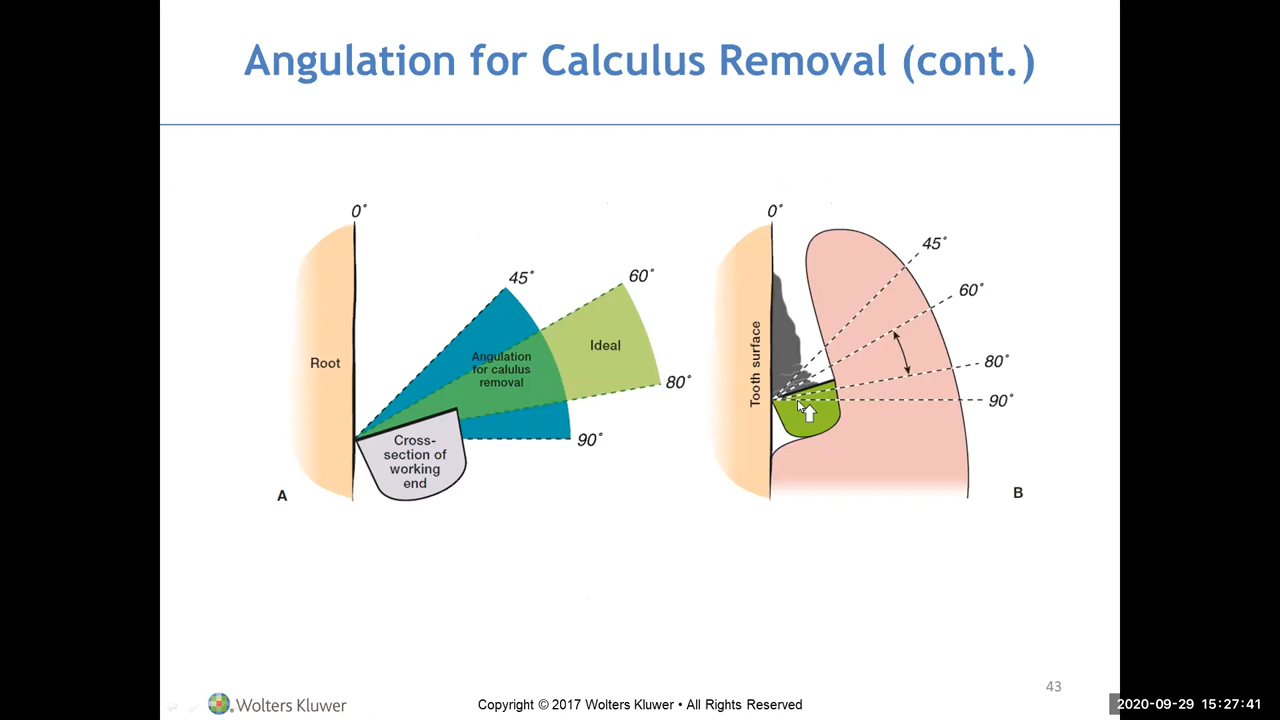 Angulation for Calculus Removal (cont.)
0˚
45˚
60˚
Root
Angulation
for calulus
removal
Ideal
80˚
90˚
Cross-
section of
working
end
A
0˚
45˚
60˚
Tooth surface
80˚
90˚
B
43
Wolters Kluwer
Copyright © 2017 Wolters Kluwer • All Rights Reserved
2020-09-29 15:27:41